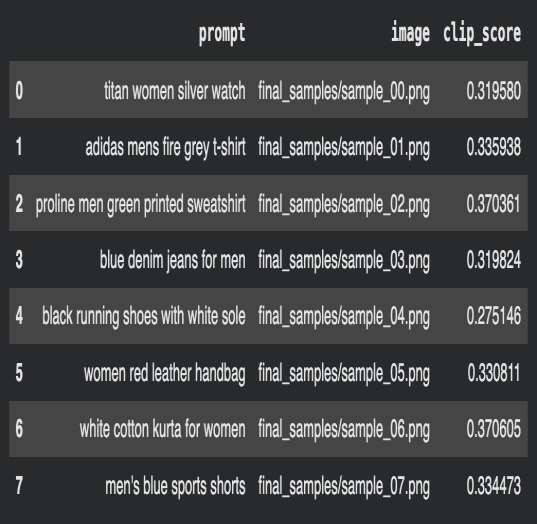 prompt image clip_score
0 titan women silver watch final_samples/sample_00.png 0.319580
1 adidas mens fire grey t-shirt final_samples/sample_01.png 0.335938
2 proline men green printed sweatshirt final_samples/sample_02.png 0.370361
3 blue denim jeans for men final_samples/sample_03.png 0.319824
4 black running shoes with white sole final_samples/sample_04.png 0.275146
5 women red leather handbag final_samples/sample_05.png 0.330811
6 white cotton kurta for women final_samples/sample_06.png 0.370605
7 men's blue sports shorts final_samples/sample_07.png 0.334473